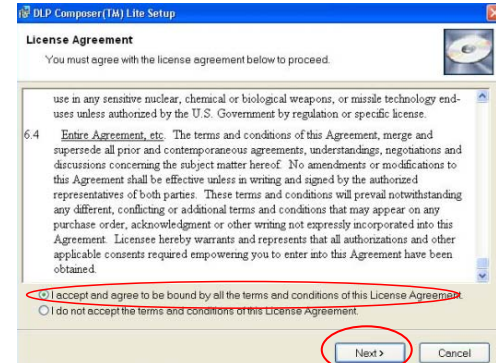 DLP Composer(TM) Lite Setup
License Agreement
You must agree with the license agreement below to proceed.
use in any sensitive nuclear, chemical or biological weapons, or missile technology end-
uses unless authorized by the U.S. Government by regulation or specific license.
6.4 Entire Agreement, etc. The terms and conditions of this Agreement, merge and
supersede all prior and contemporaneous agreements, understandings, negotiations and
discussions concerning the subject matter hereof. No amendments or modifications to
this Agreement shall be effective unless in writing and signed by the authorized
representatives of both parties. These terms and conditions will prevail notwithstanding
any different, conflicting or additional terms and conditions that may appear on any
purchase order, acknowledgment or other writing not expressly incorporated into this
Agreement. Licensee hereby warrants and represents that all authorizations and other
applicable consents required empowering you to enter into this Agreement have been
obtained.
I accept and agree to be bound by all the terms and conditions of this License Agreement.
I do not accept the terms and conditions of this License Agreement.
Next >
Cancel